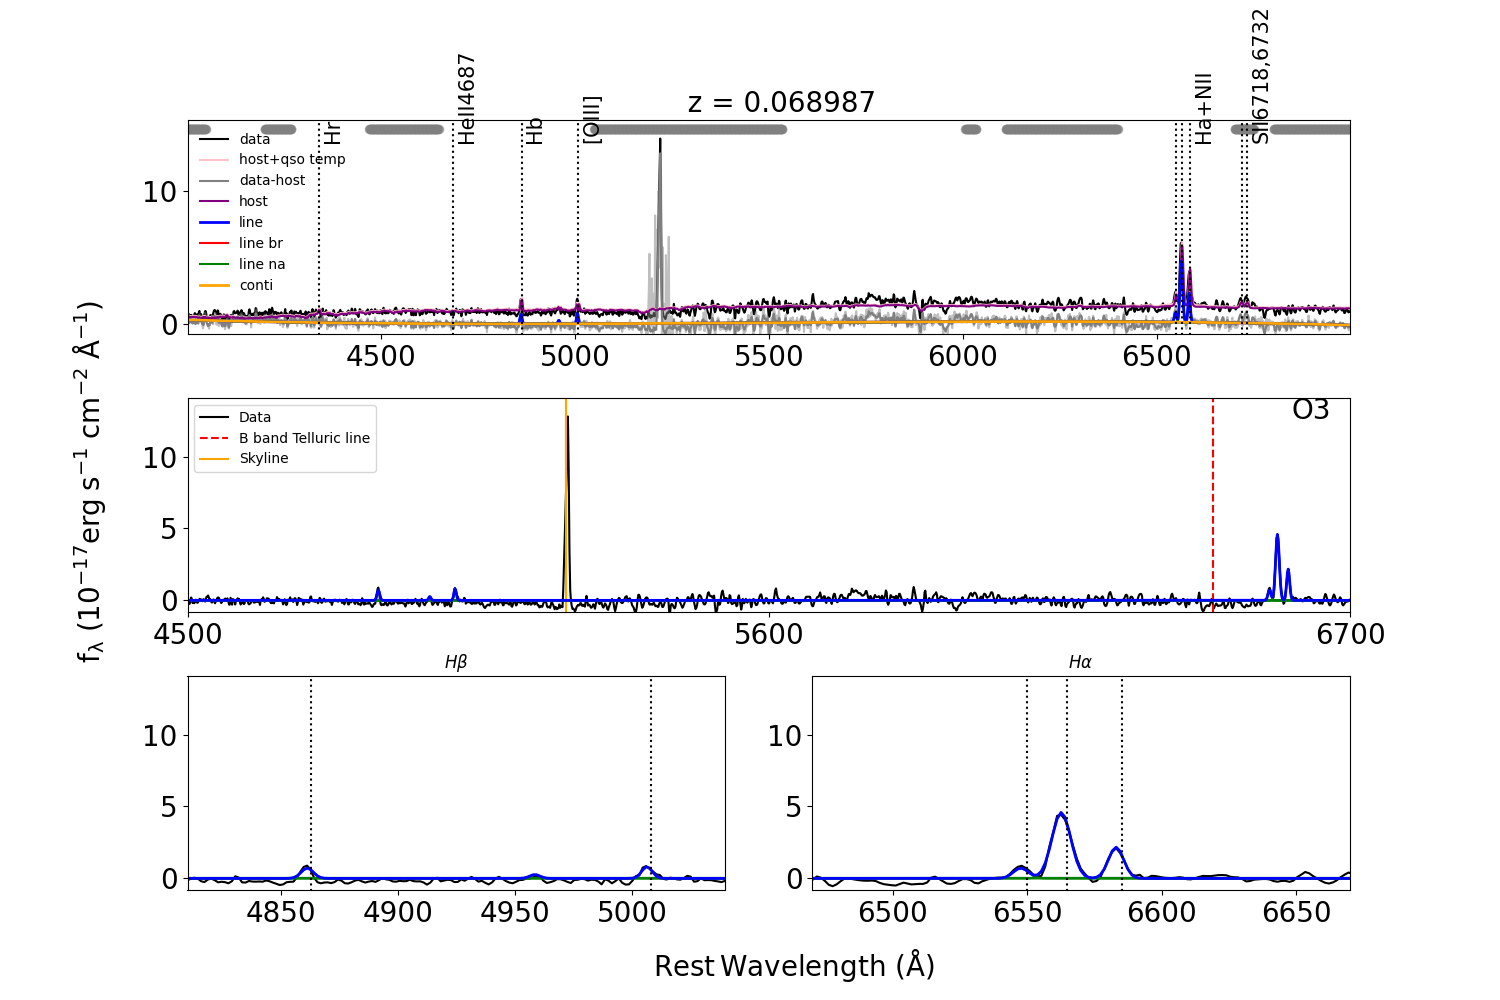 z = 0.068987
Hr
HeII4687
Hb
[OIII]
Ha+NII
SII6718,6732
data
host+qso temp
data-host
host
line
line br
line na
conti
10
0
4500 5000 5500 6000 6500
O3
Data
B band Telluric line
Skyline
10
5
0
4500 5600 6700
fλ (10⁻¹⁷erg s⁻¹ cm⁻² Å⁻¹)
Hβ
10
5
0
4850 4900 4950 5000
Hα
10
5
0
6500 6550 6600 6650
Rest Wavelength (Å)